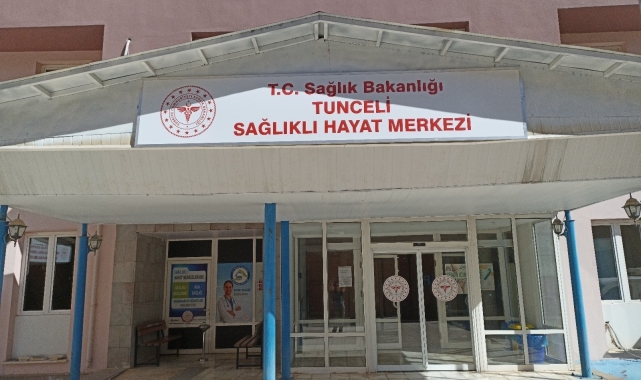 T.C. Sağlık Bakanlığı
TUNCELİ
SAĞLIKLI HAYAT MERKEZİ